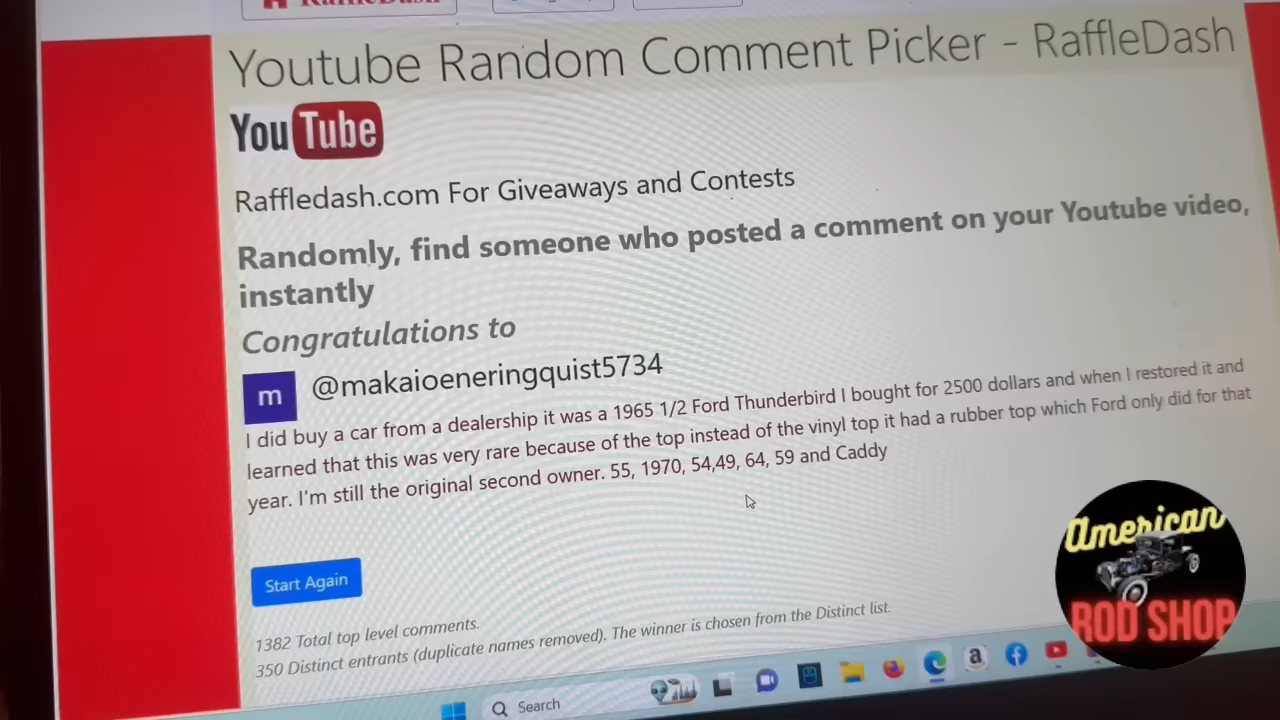 RaffleDash
Youtube Random Comment Picker - RaffleDash
YouTube
Raffledash.com For Giveaways and Contests
Randomly, find someone who posted a comment on your Youtube video,
instantly
Congratulations to
m
@makaioeneringquist5734
I did buy a car from a dealership it was a 1965 1/2 Ford Thunderbird I bought for 2500 dollars and when I restored it and
learned that this was very rare because of the top instead of the vinyl top it had a rubber top which Ford only did for that
year. I'm still the original second owner. 55, 1970, 54,49, 64, 59 and Caddy
Start Again
1382 Total top level comments.
350 Distinct entrants (duplicate names removed). The winner is chosen from the Distinct list.
Search
a
American
ROD SHOP